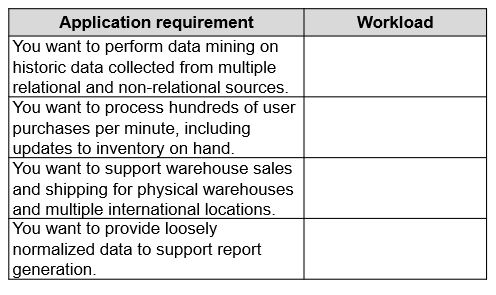 Application requirement Workload
You want to perform data mining on
historic data collected from multiple
relational and non-relational sources.
You want to process hundreds of user
purchases per minute, including
updates to inventory on hand.
You want to support warehouse sales
and shipping for physical warehouses
and multiple international locations.
You want to provide loosely
normalized data to support report
generation.